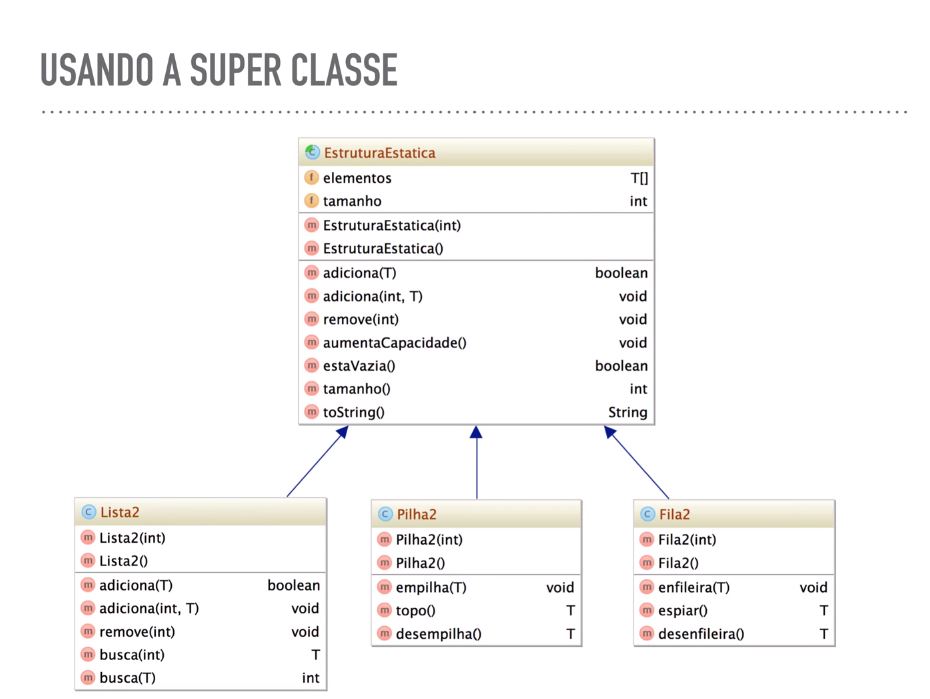 USANDO A SUPER CLASSE
C EstruturaEstatica
f elementos T[]
f tamanho int
m EstruturaEstatica(int)
m EstruturaEstatica()
m adiciona(T) boolean
m adiciona(int, T) void
m remove(int) void
m aumentaCapacidade() void
m estaVazia() boolean
m tamanho() int
m toString() String
C Lista2
m Lista2(int)
m Lista2()
m adiciona(T) boolean
m adiciona(int, T) void
m remove(int) void
m busca(int) T
m busca(T) int
C Pilha2
m Pilha2(int)
m Pilha2()
m empilha(T) void
m topo() T
m desempilha() T
C Fila2
m Fila2(int)
m Fila2()
m enfileira(T) void
m espiar() T
m desenfileira() T